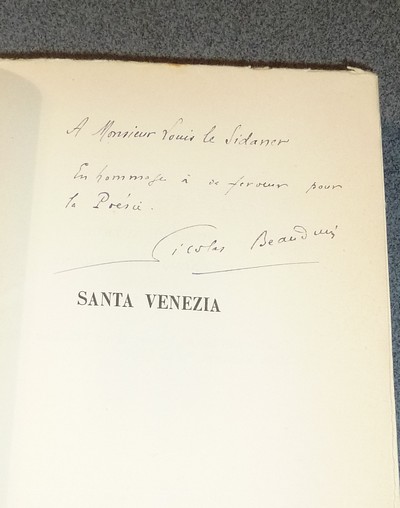 A Monsieur Louis le Sidaner
En hommage à sa ferveur pour
la Poésie.
Nicolas Beauduin
SANTA VENEZIA